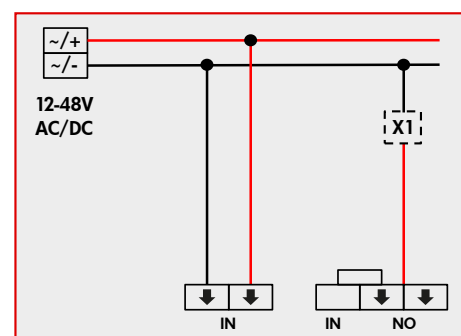 ~/+
~/-
12-48V
AC/DC
X1
IN
IN NO